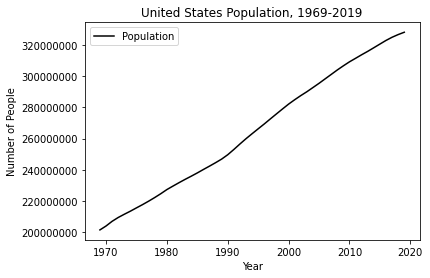 United States Population, 1969-2019
Population
Number of People
320000000
300000000
280000000
260000000
240000000
220000000
200000000
1970 1980 1990 2000 2010 2020
Year